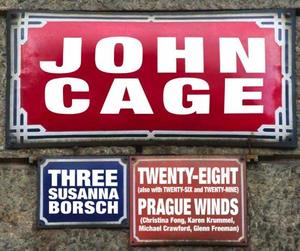 JOHN
CAGE
THREE
SUSANNA
BORSCH
TWENTY-EIGHT
(also with TWENTY-SIX and TWENTY-NINE)
PRAGUE WINDS
(Christina Fong, Karen Krummel,
Michael Crawford, Glenn Freeman)